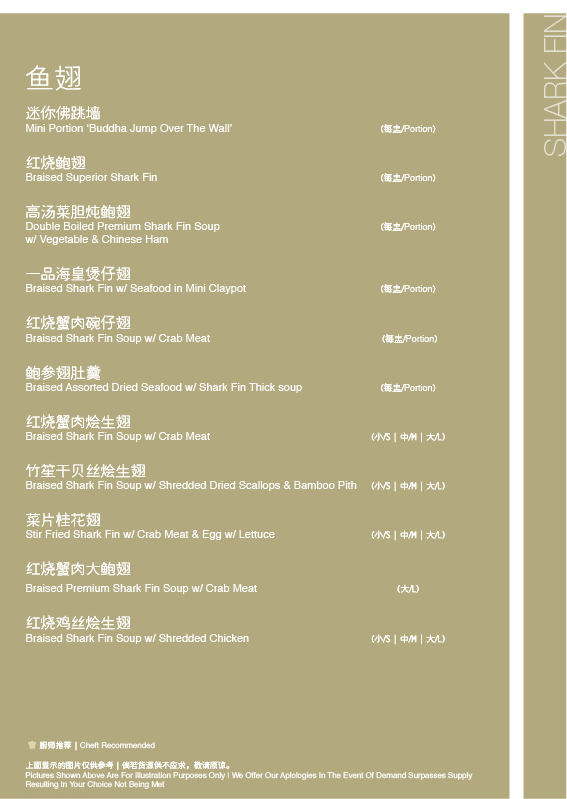 SHARK FIN
鱼翅
迷你佛跳墙
Mini Portion ‘Buddha Jump Over The Wall’ (每盅/Portion)
红烧鲍翅
Braised Superior Shark Fin (每盅/Portion)
高汤菜胆炖鲍翅
Double Boiled Premium Shark Fin Soup (每盅/Portion)
w/ Vegetable & Chinese Ham
一品海皇煲仔翅
Braised Shark Fin w/ Seafood in Mini Claypot (每盅/Portion)
红烧蟹肉碗仔翅
Braised Shark Fin Soup w/ Crab Meat (每盅/Portion)
鲍参翅肚羹
Braised Assorted Dried Seafood w/ Shark Fin Thick soup (每盅/Portion)
红烧蟹肉烩生翅
Braised Shark Fin Soup w/ Crab Meat (小/S | 中/M | 大/L)
竹笙干贝丝烩生翅
Braised Shark Fin Soup w/ Shredded Dried Scallops & Bamboo Pith (小/S | 中/M | 大/L)
菜片桂花翅
Stir Fried Shark Fin w/ Crab Meat & Egg w/ Lettuce (小/S | 中/M | 大/L)
红烧蟹肉大鲍翅
Braised Premium Shark Fin Soup w/ Crab Meat (大/L)
红烧鸡丝烩生翅
Braised Shark Fin Soup w/ Shredded Chicken (小/S | 中/M | 大/L)
厨师推荐 | Cheft Recommended
上面显示的图片仅供参考 | 倘若货源供不应求，敬请原谅。
Pictures Shown Above Are For Illustration Purposes Only | We Offer Our Aplologies In The Event Of Demand Surpasses Supply
Resulting In Your Choice Not Being Met